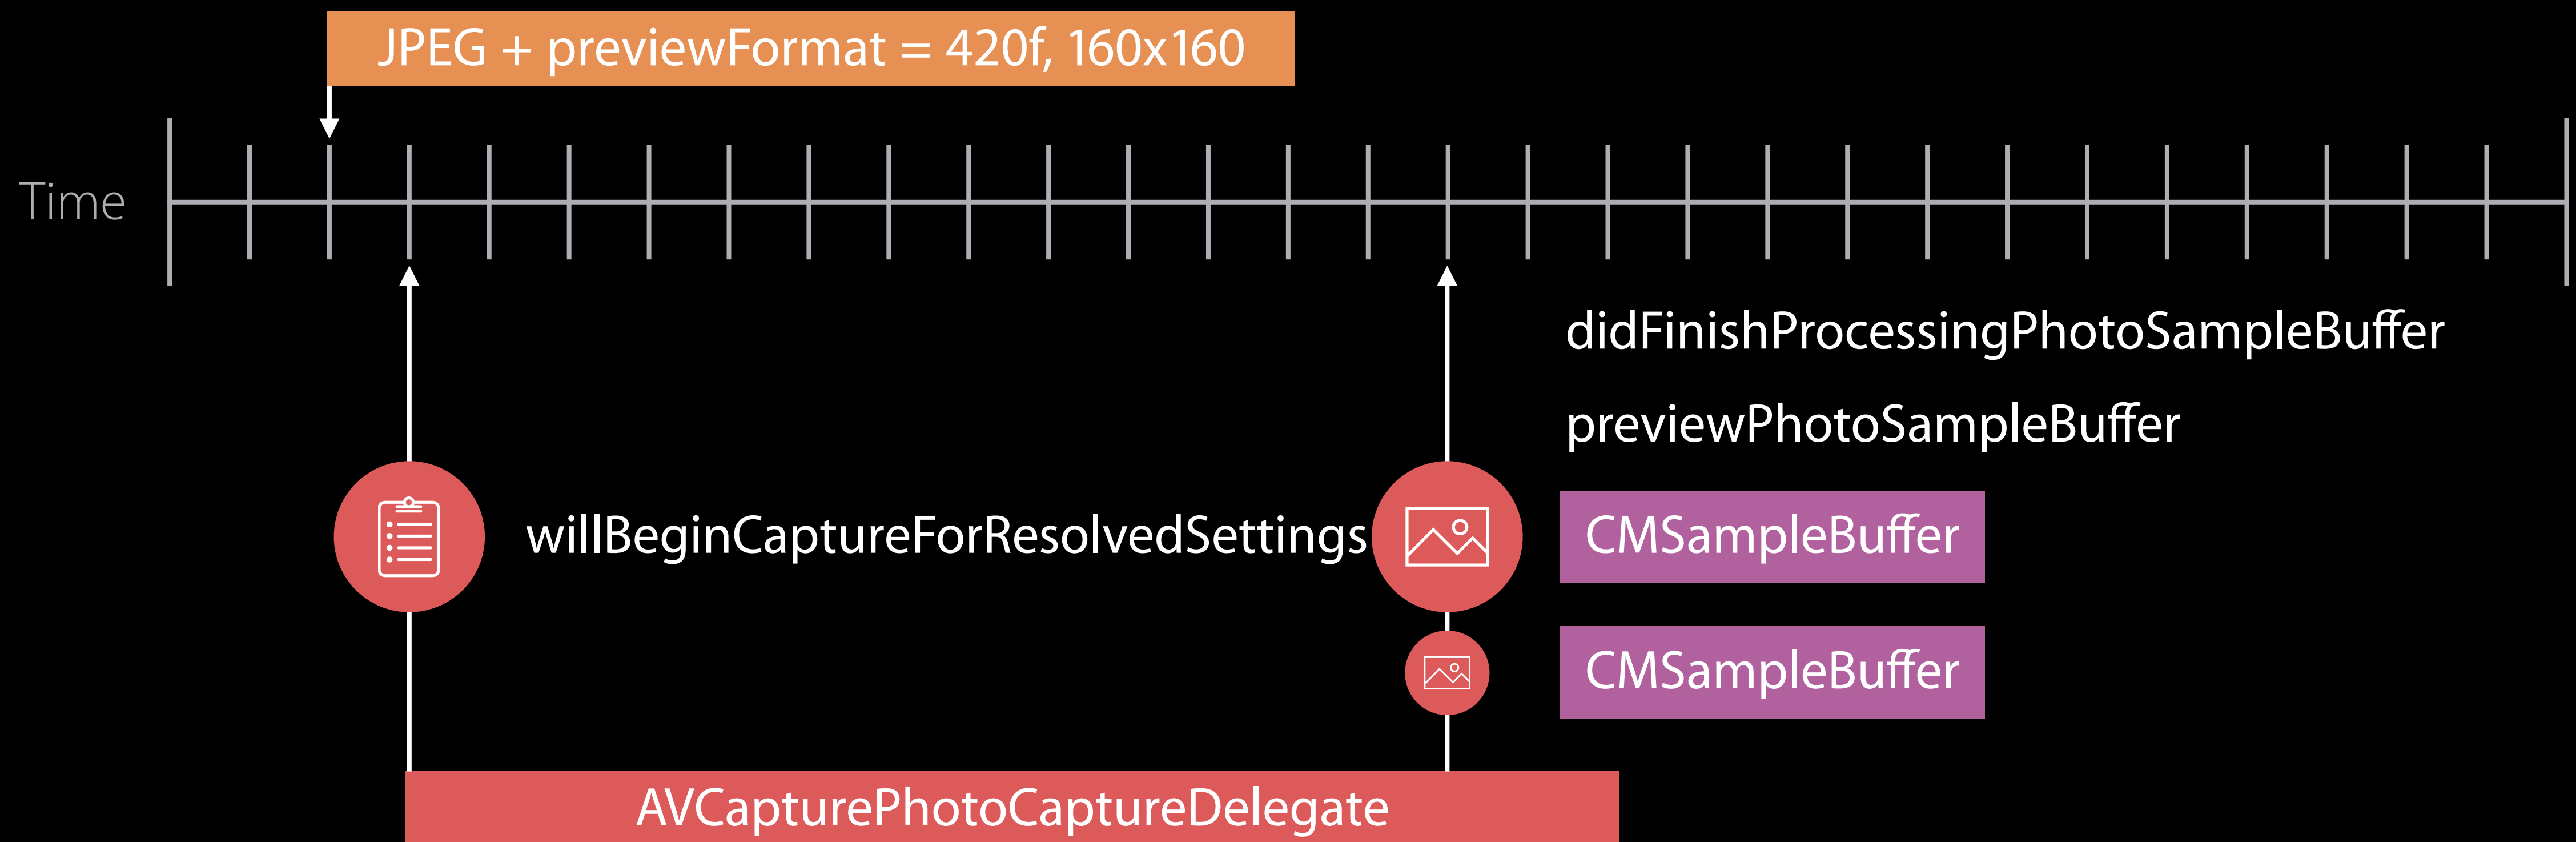 JPEG + previewFormat = 420f, 160x160
Time
didFinishProcessingPhotoSampleBuffer
previewPhotoSampleBuffer
willBeginCaptureForResolvedSettings
CMSampleBuffer
CMSampleBuffer
AVCapturePhotoCaptureDelegate